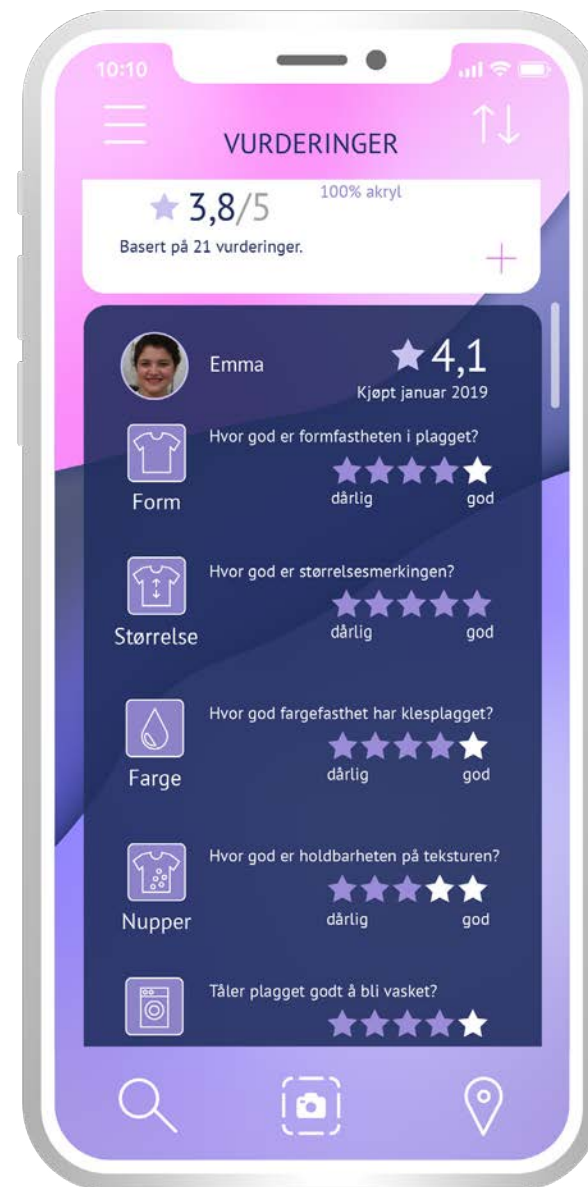 10:10
VURDERINGER
3,8/5
100% akryl
Basert på 21 vurderinger.
Emma
4,1
Kjøpt januar 2019
Hvor god er formfastheten i plagget?
Form
dårlig god
Hvor god er størrelsesmerkingen?
Størrelse
dårlig god
Hvor god fargefasthet har klesplagget?
Farge
dårlig god
Hvor god er holdbarheten på teksturen?
Nupper
dårlig god
Tåler plagget godt å bli vasket?